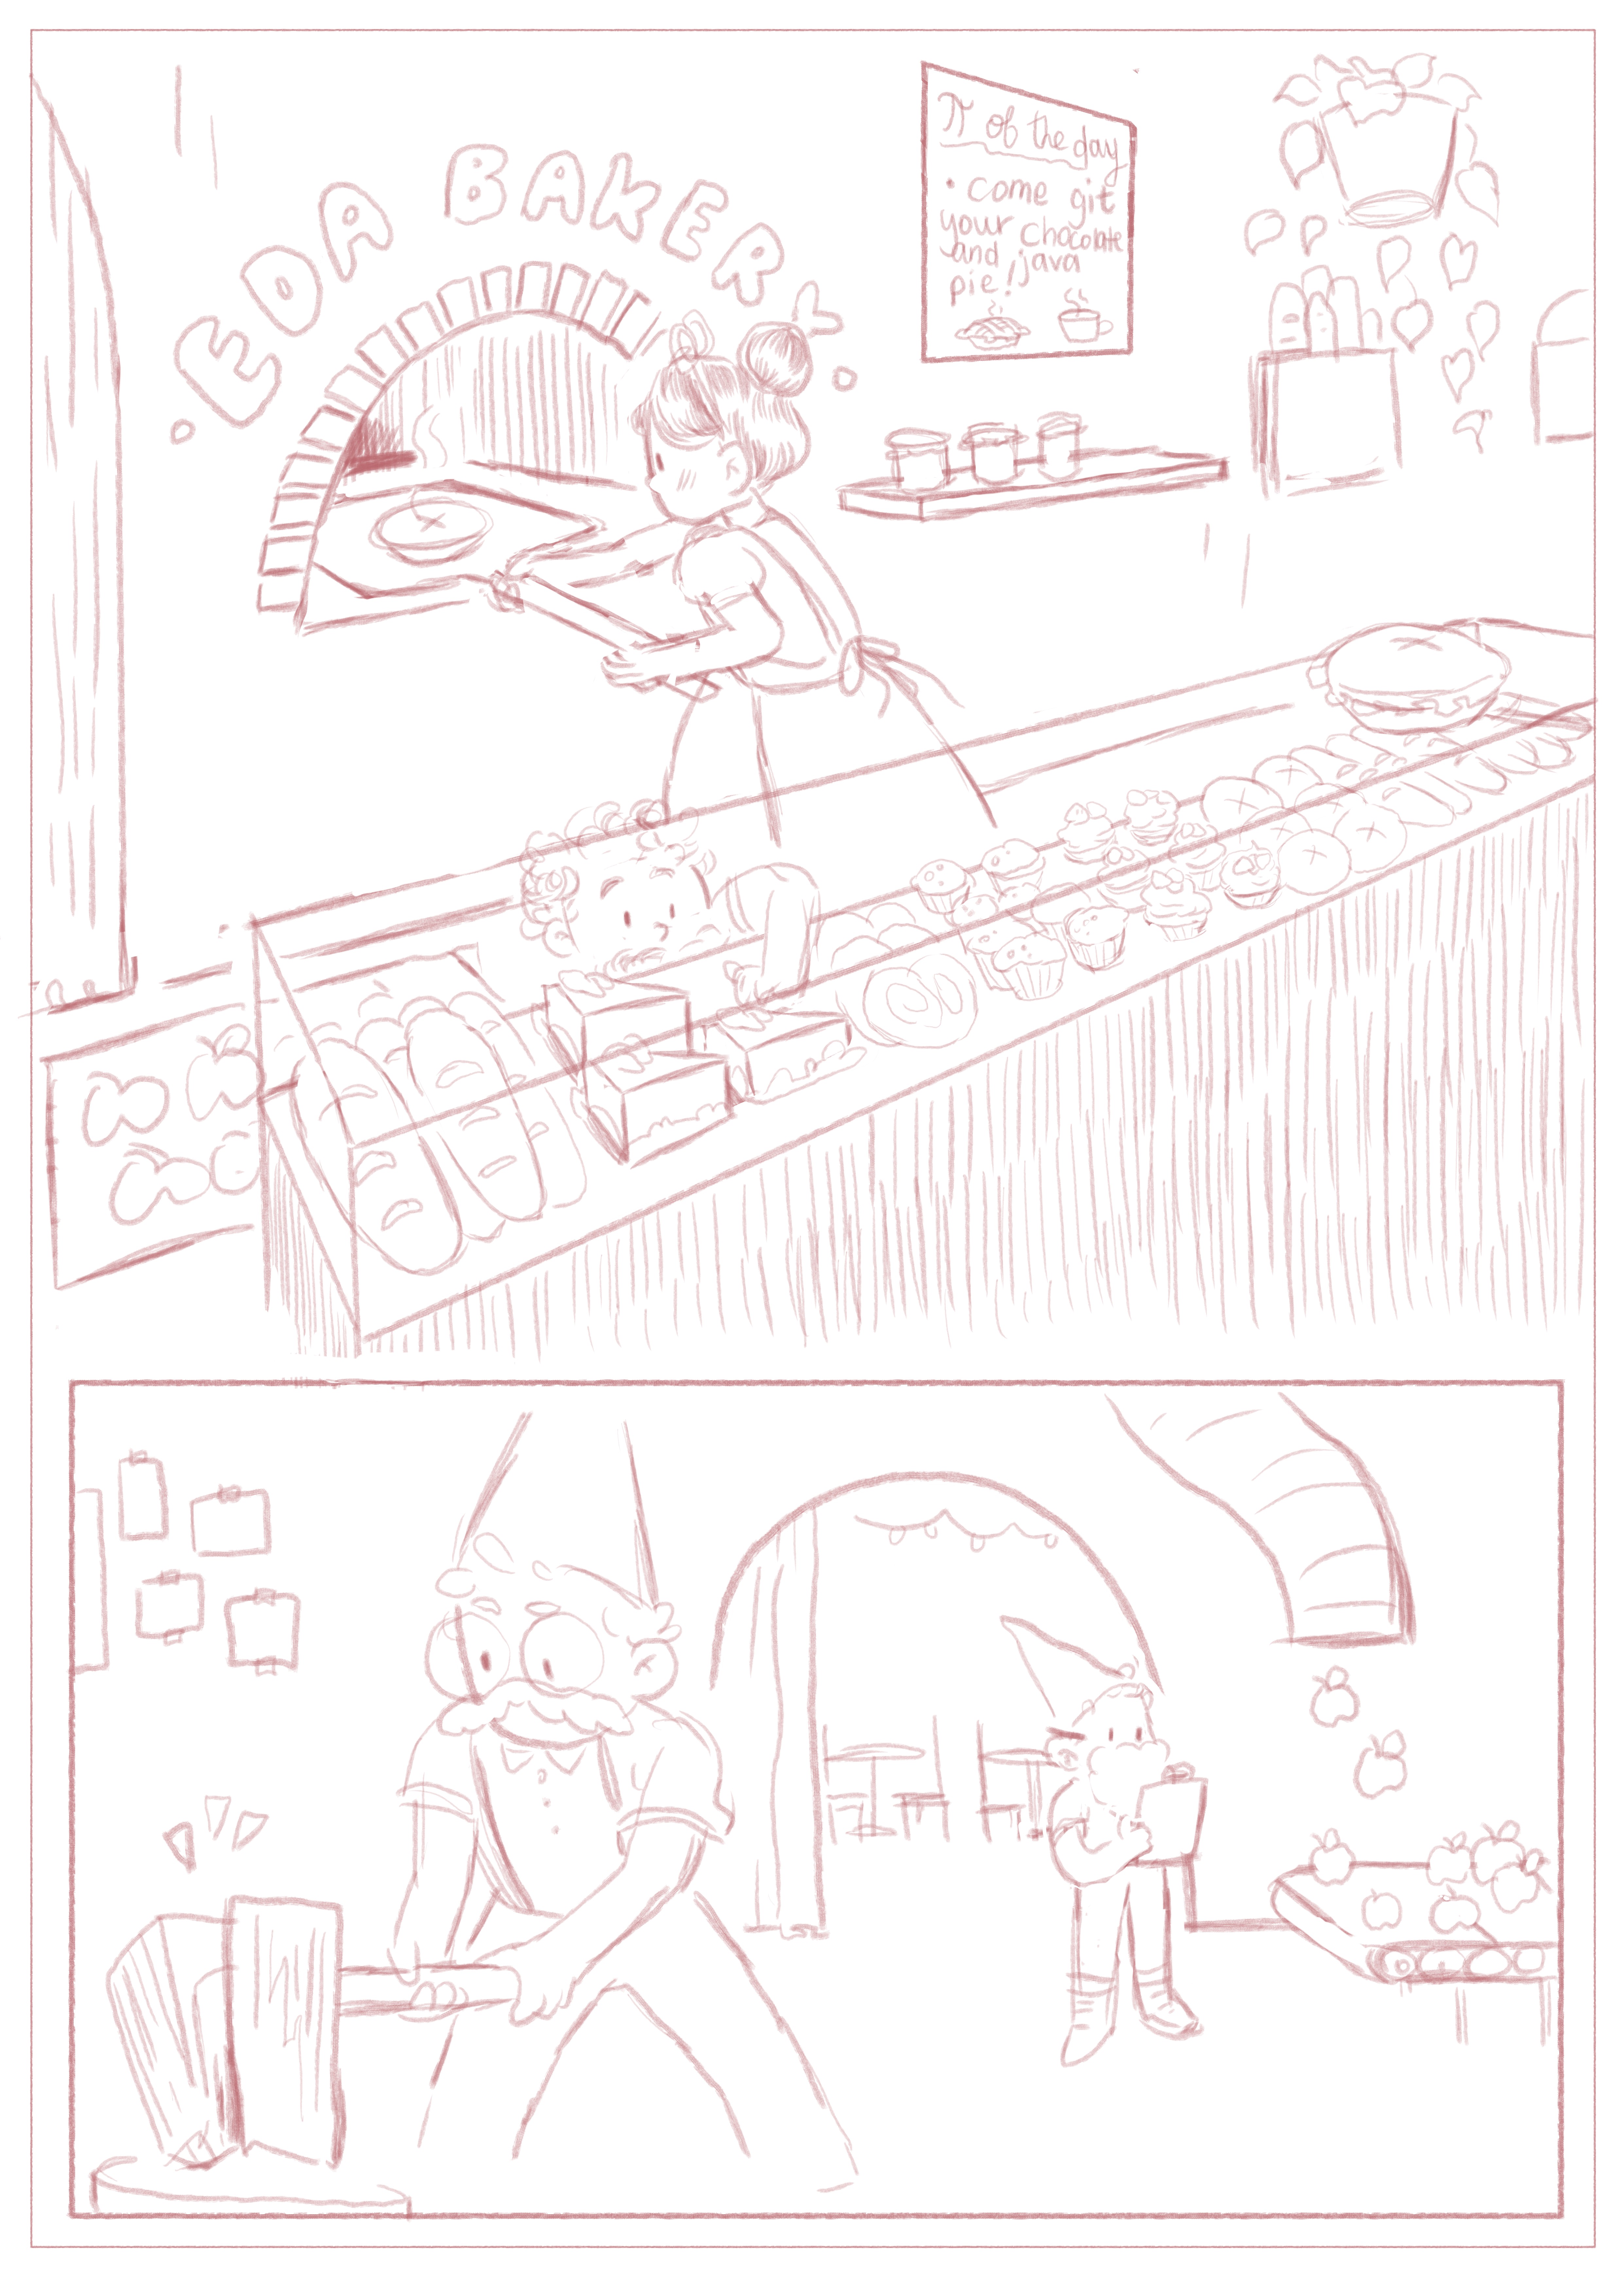 EDA BAKERY
π of the day
• come git
your chocolate
and java
pie!